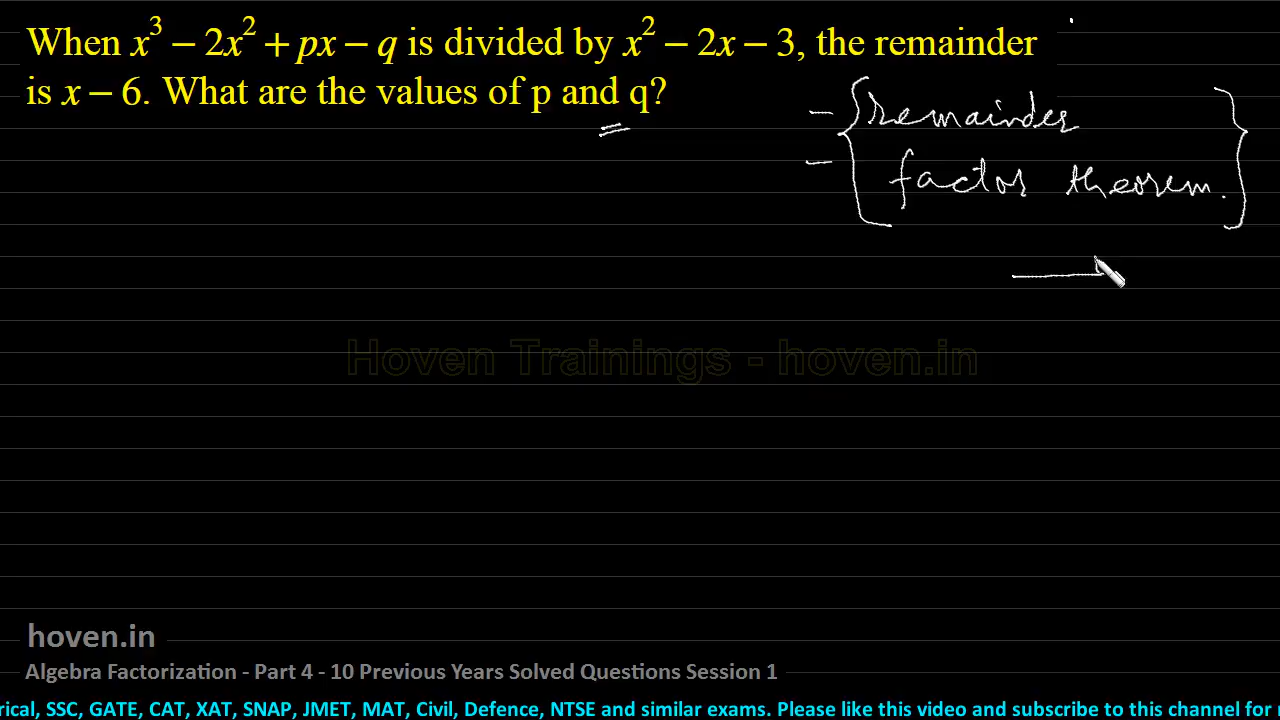 When x³ − 2x² + px − q is divided by x² − 2x − 3, the remainder
is x − 6. What are the values of p and q?
remainder
factor theorem.
Hoven Trainings - hoven.in
hoven.in
Algebra Factorization - Part 4 - 10 Previous Years Solved Questions Session 1
rical, SSC, GATE, CAT, XAT, SNAP, JMET, MAT, Civil, Defence, NTSE and similar exams. Please like this video and subscribe to this channel for